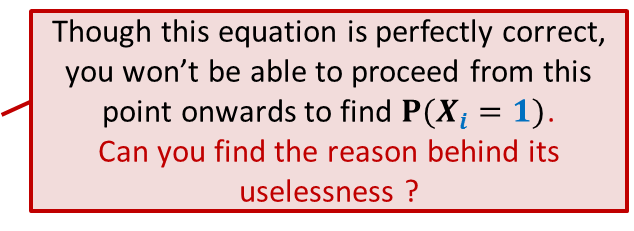 Though this equation is perfectly correct,
you won’t be able to proceed from this
point onwards to find P(Xᵢ = 1).
Can you find the reason behind its
uselessness ?